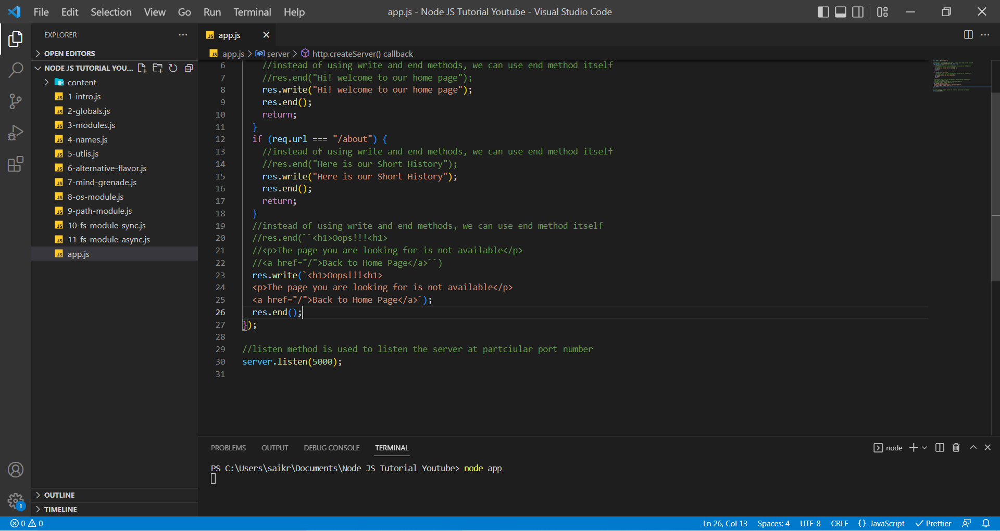 File Edit Selection View Go Run Terminal Help
app.js - Node JS Tutorial Youtube - Visual Studio Code
EXPLORER
OPEN EDITORS
NODE JS TUTORIAL YOU...
content
1-intro.js
2-globals.js
3-modules.js
4-names.js
5-utlis.js
6-alternative-flavor.js
7-mind-grenade.js
8-os-module.js
9-path-module.js
10-fs-module-sync.js
11-fs-module-async.js
app.js
OUTLINE
TIMELINE
JS app.js
JS app.js > server > http.createServer() callback
6 //instead of using write and end methods, we can use end method itself
7 //res.end("Hi! welcome to our home page");
8 res.write("Hi! welcome to our home page");
9 res.end();
10 return;
11 }
12 if (req.url === "/about") {
13 //instead of using write and end methods, we can use end method itself
14 //res.end("Here is our Short History");
15 res.write("Here is our Short History");
16 res.end();
17 return;
18 }
19 //instead of using write and end methods, we can use end method itself
20 //res.end(``<h1>Oops!!!<h1>
21 //<p>The page you are looking for is not available</p>
22 //<a href="/">Back to Home Page</a>``)
23 res.write(`<h1>Oops!!!<h1>
24 <p>The page you are looking for is not available</p>
25 <a href="/">Back to Home Page</a>`);
26 res.end();
27 });
28
29 //listen method is used to listen the server at partciular port number
30 server.listen(5000);
31
PROBLEMS OUTPUT DEBUG CONSOLE TERMINAL
node
PS C:\Users\saikr\Documents\Node JS Tutorial Youtube> node app
1
0 0
Ln 26, Col 13 Spaces: 4 UTF-8 CRLF {} JavaScript Prettier